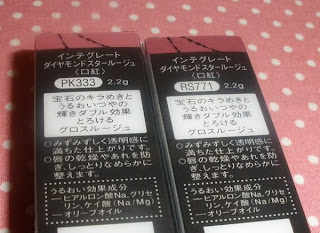 インテグレート
ダイヤモンドスタールージュ
〈口紅〉
PK333 2.2g
宝石のキラめきと
うるおいつやの
輝きダブル効果
とろける
グロスルージュ
◎みずみずしく透明感に
満ちた仕上がりです。
◎唇の乾燥やあれを防
ぎ、しっとりなめらかに
整えます。
うるおい効果成分
ーヒアルロン酸Na、グリセ
リン、ケイ酸(Na/Mg)
ーオリーブオイル
インテグレート
ダイヤモンドスタールージュ
〈口紅〉
RS771 2.2g
宝石のキラめきと
うるおいつやの
輝きダブル効果
とろける
グロスルージュ
◎みずみずしく透明感に
満ちた仕上がりです。
◎唇の乾燥やあれを防
ぎ、しっとりなめらかに
整えます。
うるおい効果成分
ーヒアルロン酸Na、グリセ
リン、ケイ酸(Na/Mg)
ーオリーブオイル